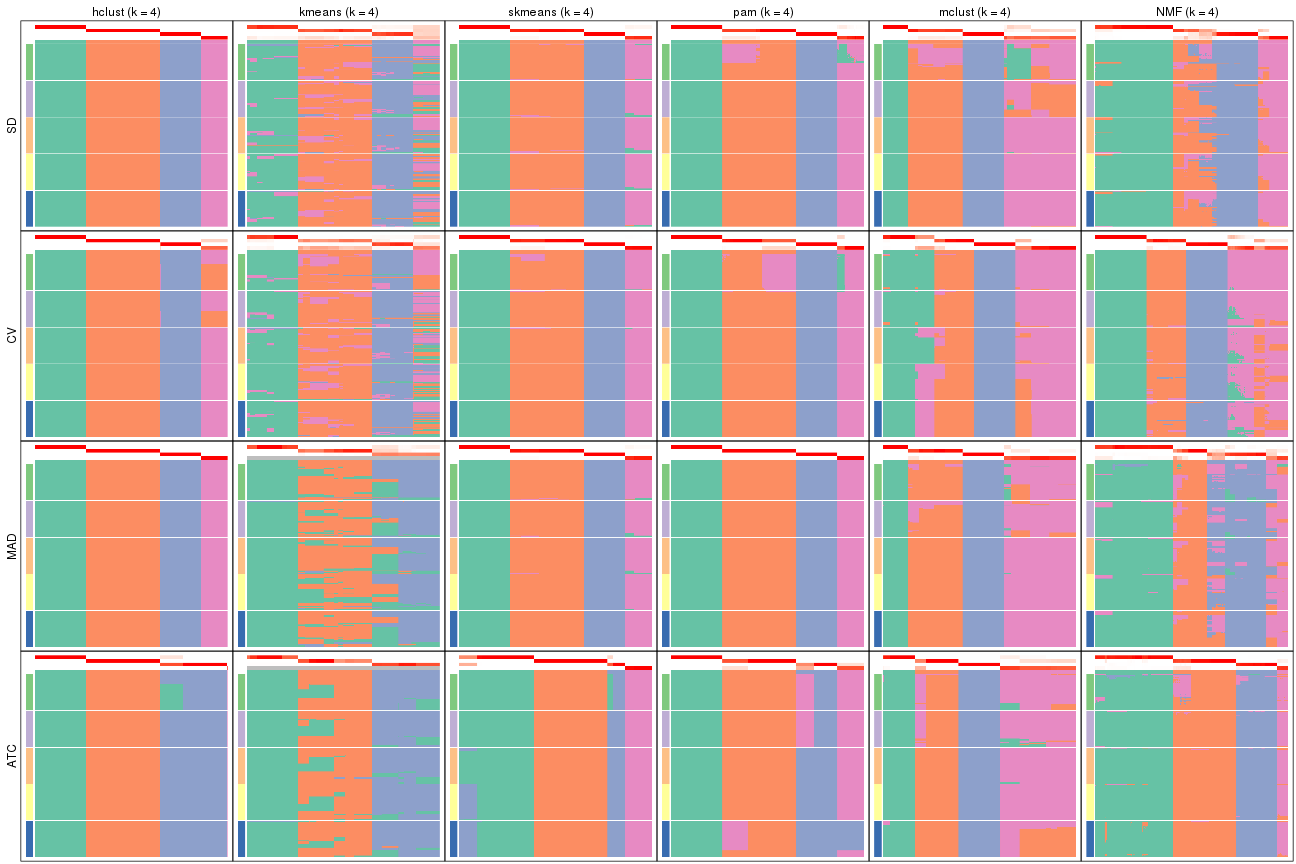 hclust (k = 4)
kmeans (k = 4)
skmeans (k = 4)
pam (k = 4)
mclust (k = 4)
NMF (k = 4)
SD
CV
MAD
ATC